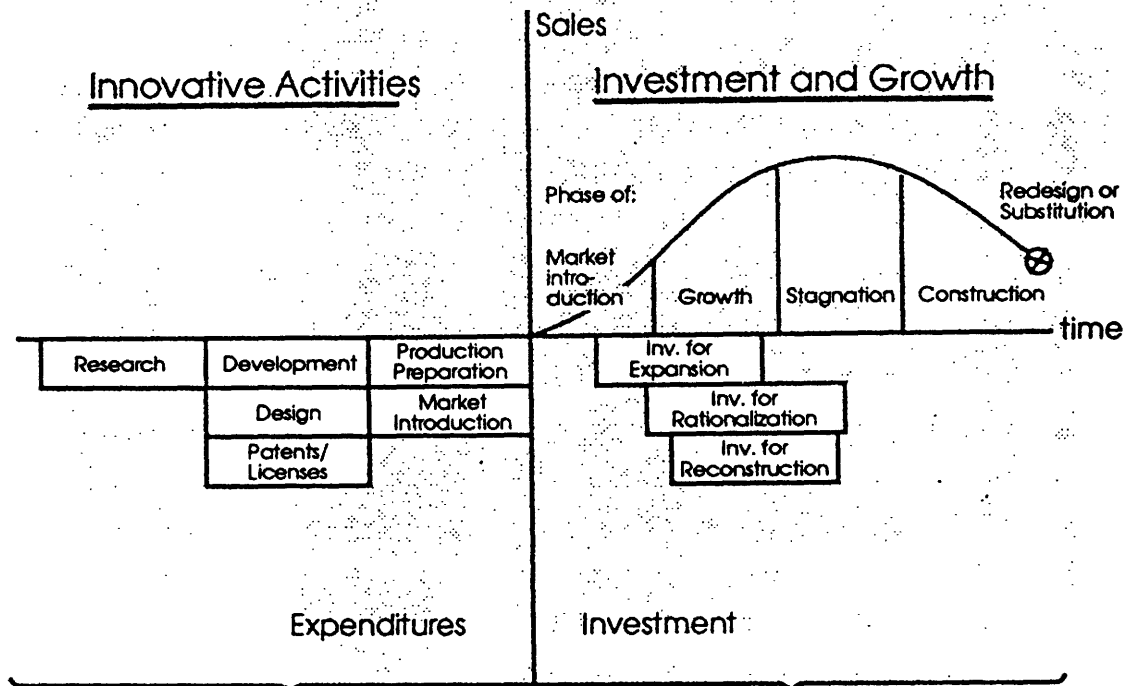 Sales
Innovative Activities
Investment and Growth
Phase of:
Redesign or
Substitution
Market
intro-
duction
Growth
Stagnation
Construction
time
Research
Development
Production
Preparation
Inv. for
Expansion
Design
Market
Introduction
Inv. for
Rationalization
Patents/
Licenses
Inv. for
Reconstruction
Expenditures
Investment